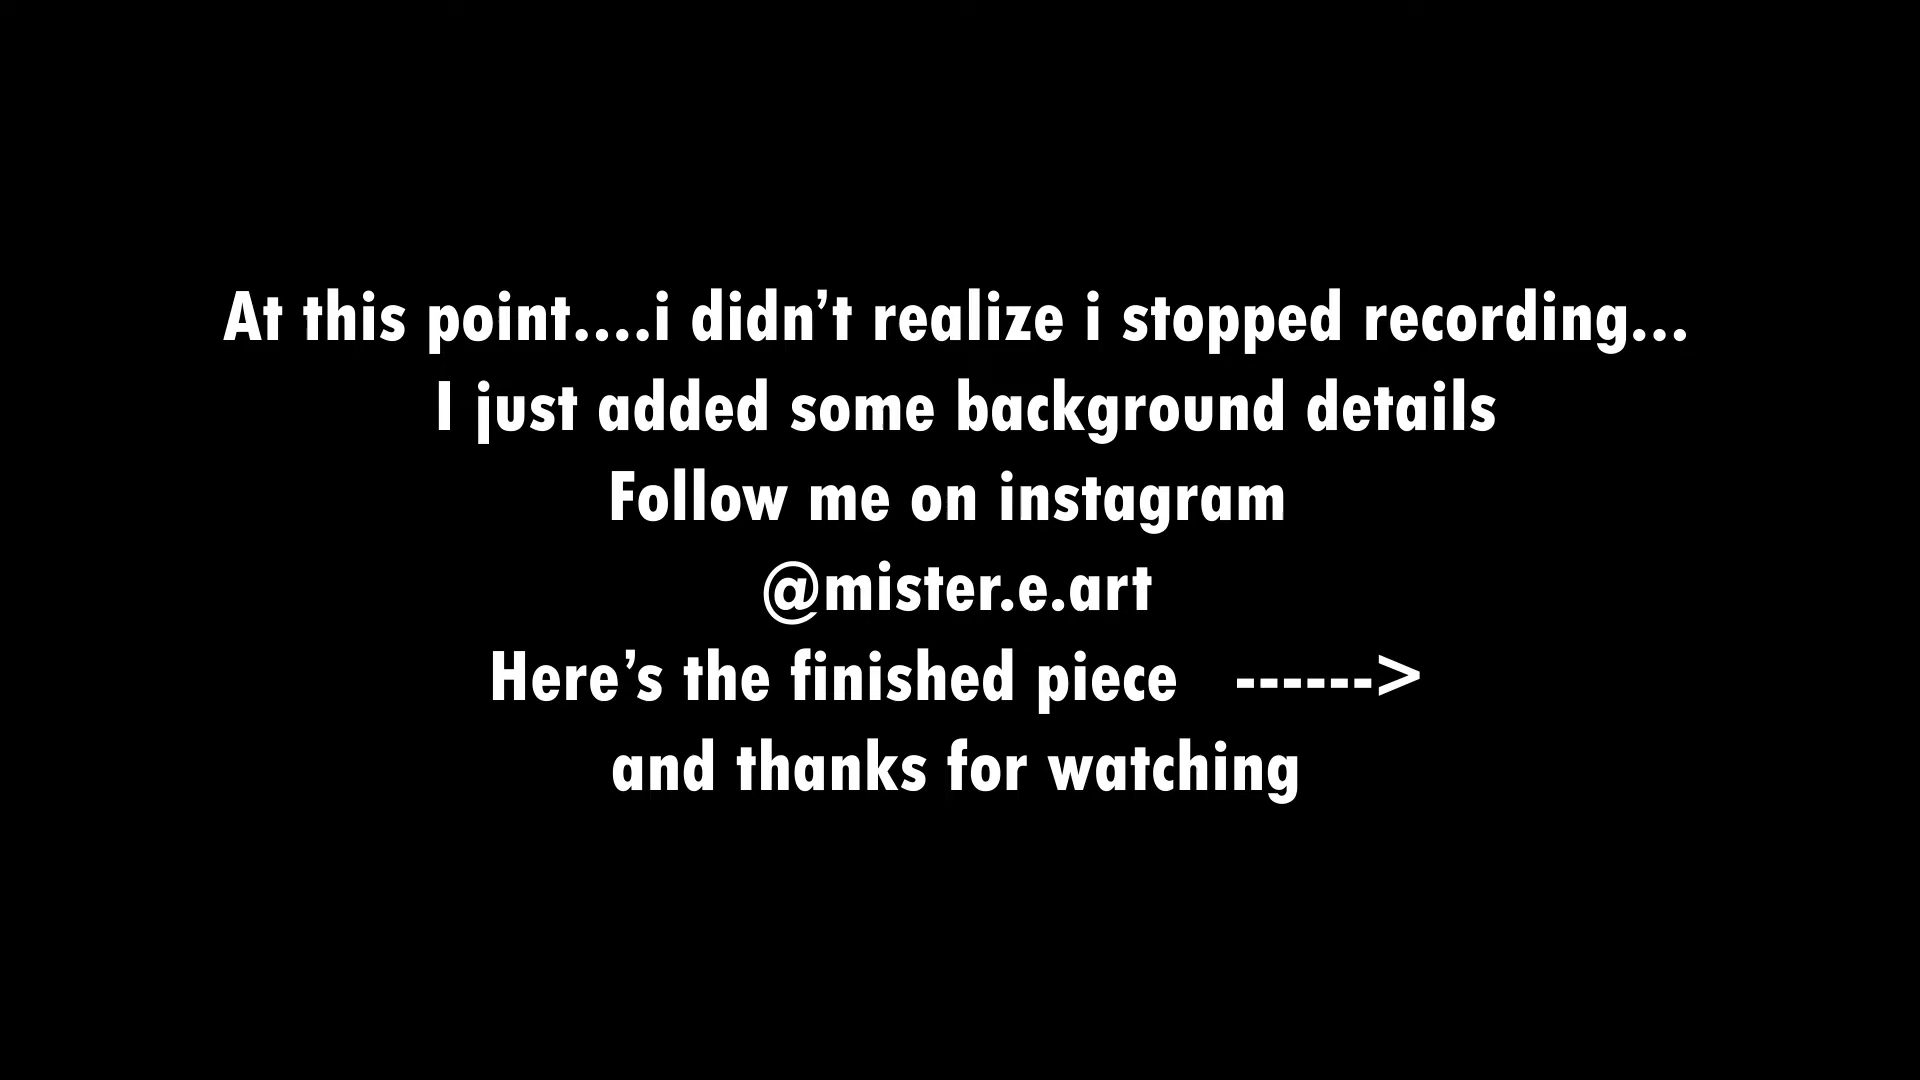 At this point....i didn’t realize i stopped recording...
I just added some background details
Follow me on instagram
@mister.e.art
Here’s the finished piece ------>
and thanks for watching